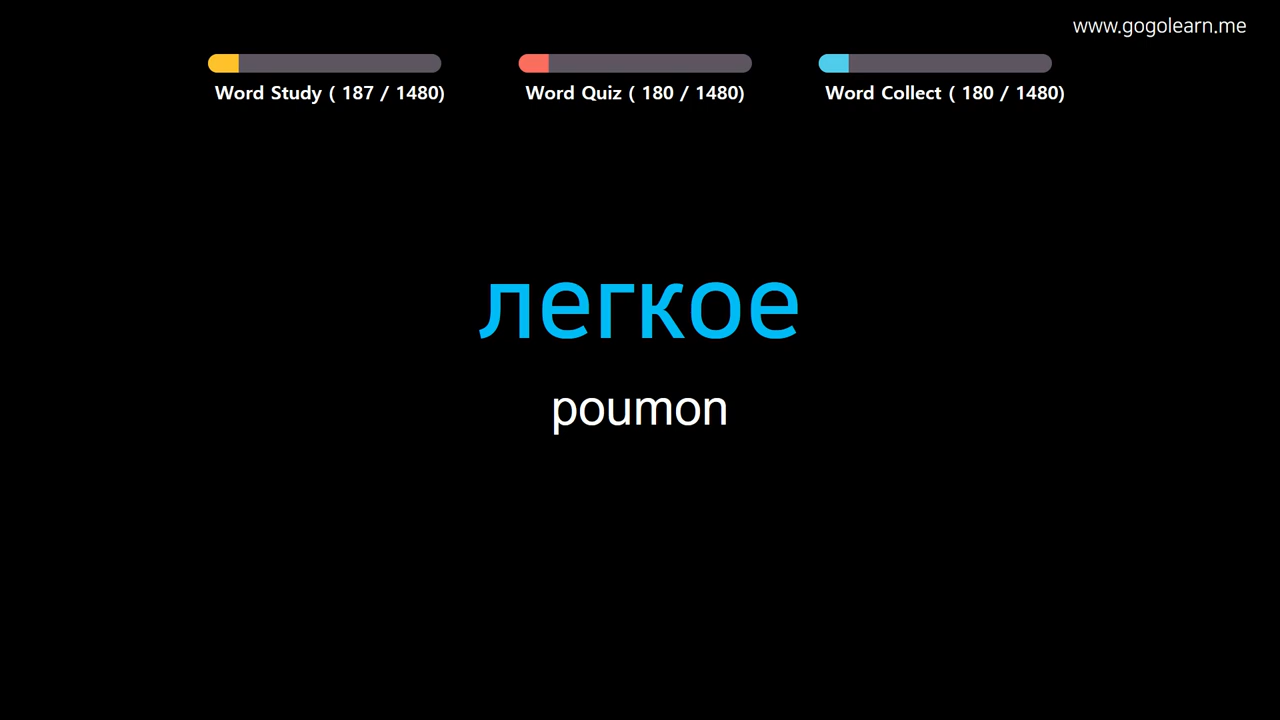 www.gogolearn.me
Word Study ( 187 / 1480)
Word Quiz ( 180 / 1480)
Word Collect ( 180 / 1480)
легкое
poumon